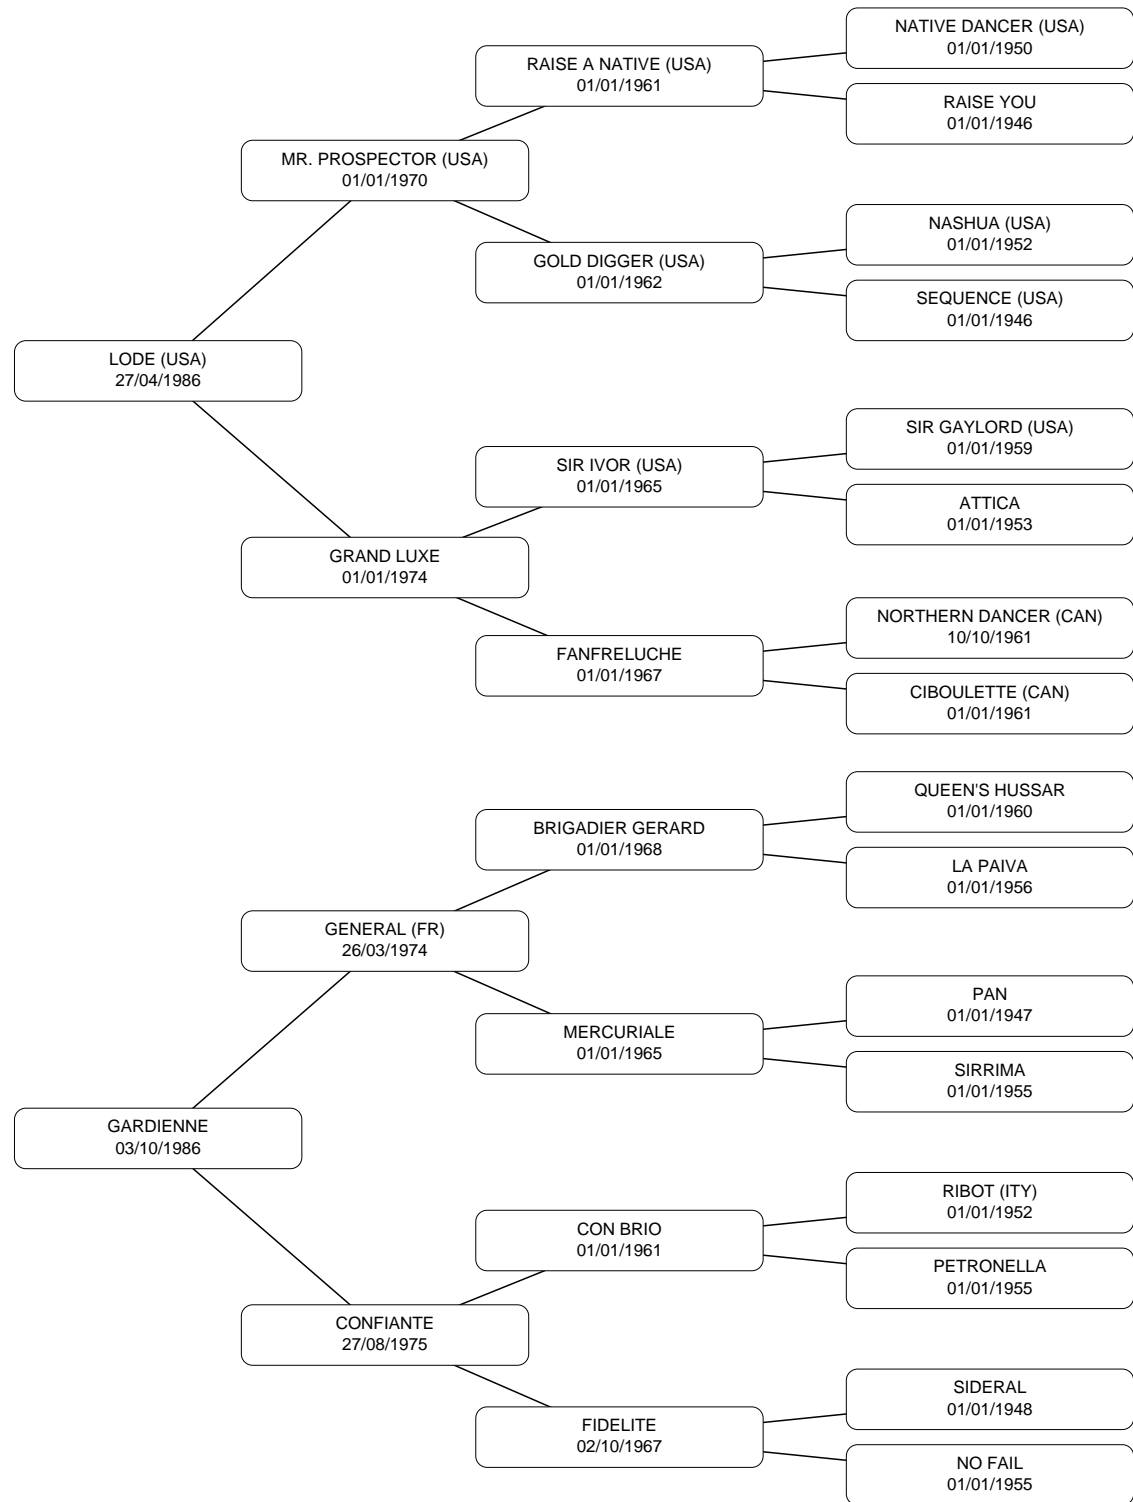 NATIVE DANCER (USA)
01/01/1950
RAISE A NATIVE (USA)
01/01/1961
RAISE YOU
01/01/1946
MR. PROSPECTOR (USA)
01/01/1970
NASHUA (USA)
01/01/1952
GOLD DIGGER (USA)
01/01/1962
SEQUENCE (USA)
01/01/1946
LODE (USA)
27/04/1986
SIR GAYLORD (USA)
01/01/1959
SIR IVOR (USA)
01/01/1965
ATTICA
01/01/1953
GRAND LUXE
01/01/1974
NORTHERN DANCER (CAN)
10/10/1961
FANFRELUCHE
01/01/1967
CIBOULETTE (CAN)
01/01/1961
QUEEN'S HUSSAR
01/01/1960
BRIGADIER GERARD
01/01/1968
LA PAIVA
01/01/1956
GENERAL (FR)
26/03/1974
PAN
01/01/1947
MERCURIALE
01/01/1965
SIRRIMA
01/01/1955
GARDIENNE
03/10/1986
RIBOT (ITY)
01/01/1952
CON BRIO
01/01/1961
PETRONELLA
01/01/1955
CONFIANTE
27/08/1975
SIDERAL
01/01/1948
FIDELITE
02/10/1967
NO FAIL
01/01/1955